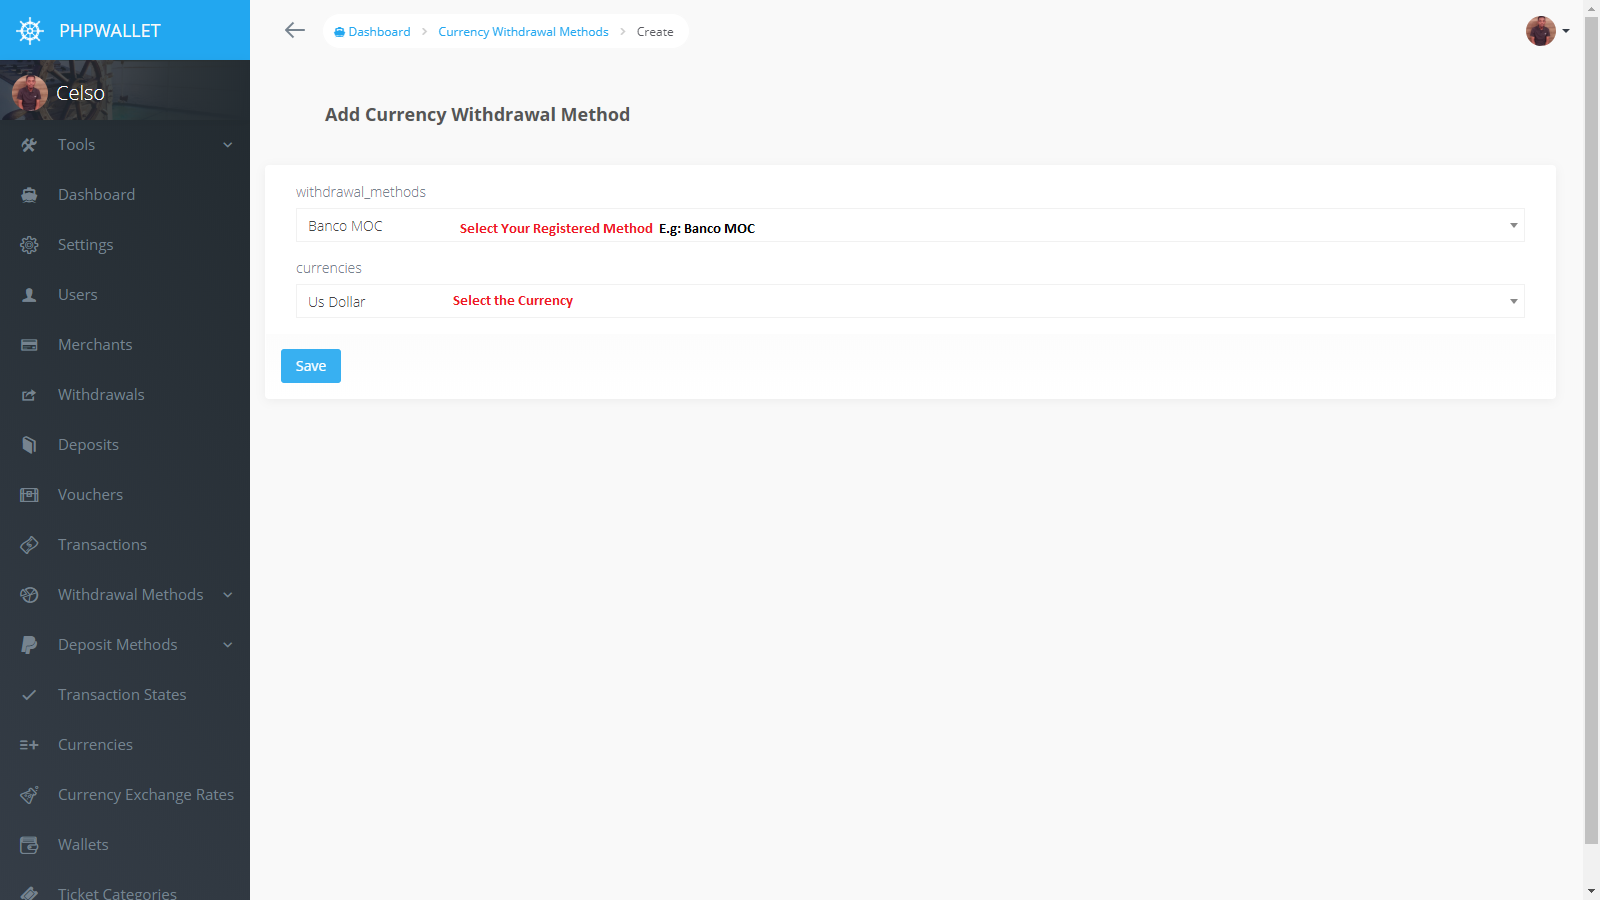 PHPWALLET
Celso
Tools
Dashboard
Settings
Users
Merchants
Withdrawals
Deposits
Vouchers
Transactions
Withdrawal Methods
Deposit Methods
Transaction States
Currencies
Currency Exchange Rates
Wallets
Ticket Categories
Dashboard > Currency Withdrawal Methods > Create
Add Currency Withdrawal Method
withdrawal_methods
Banco MOC Select Your Registered Method E.g: Banco MOC
currencies
Us Dollar Select the Currency
Save